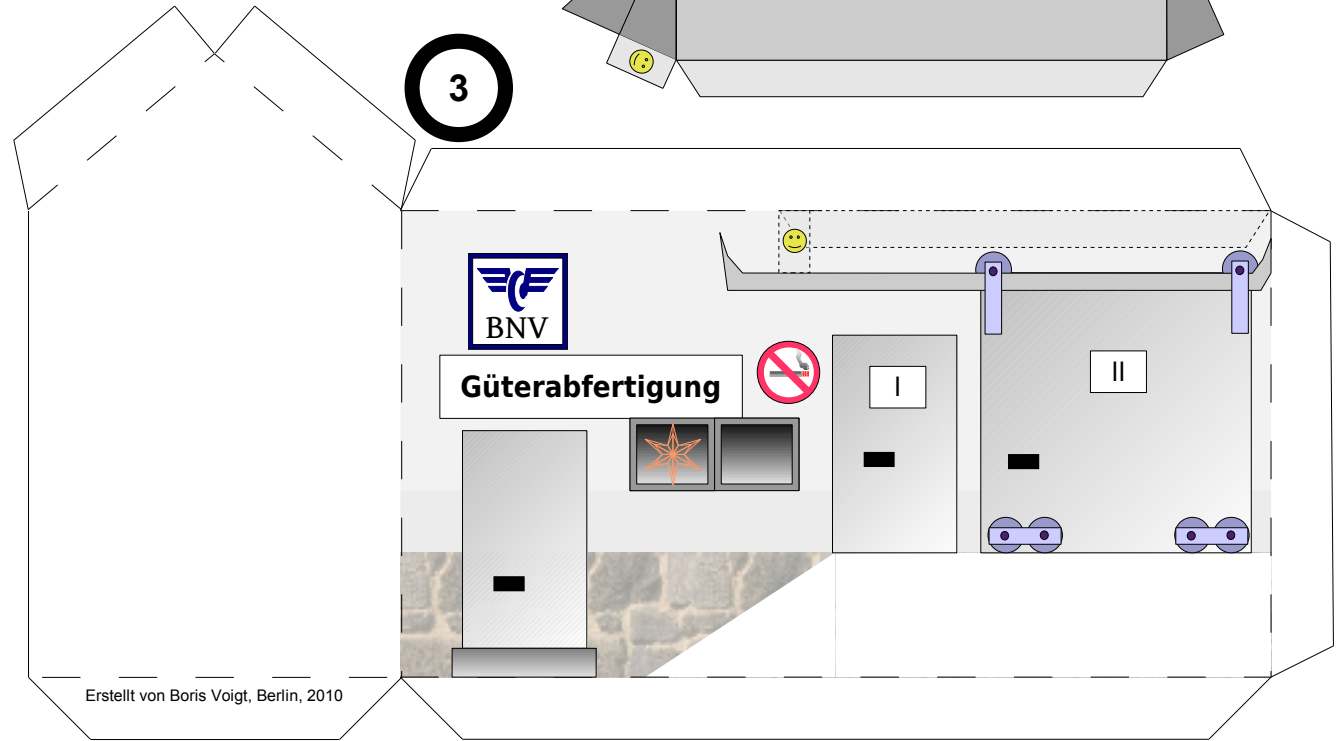 3
BNV
Güterabfertigung
I
II
Erstellt von Boris Voigt, Berlin, 2010